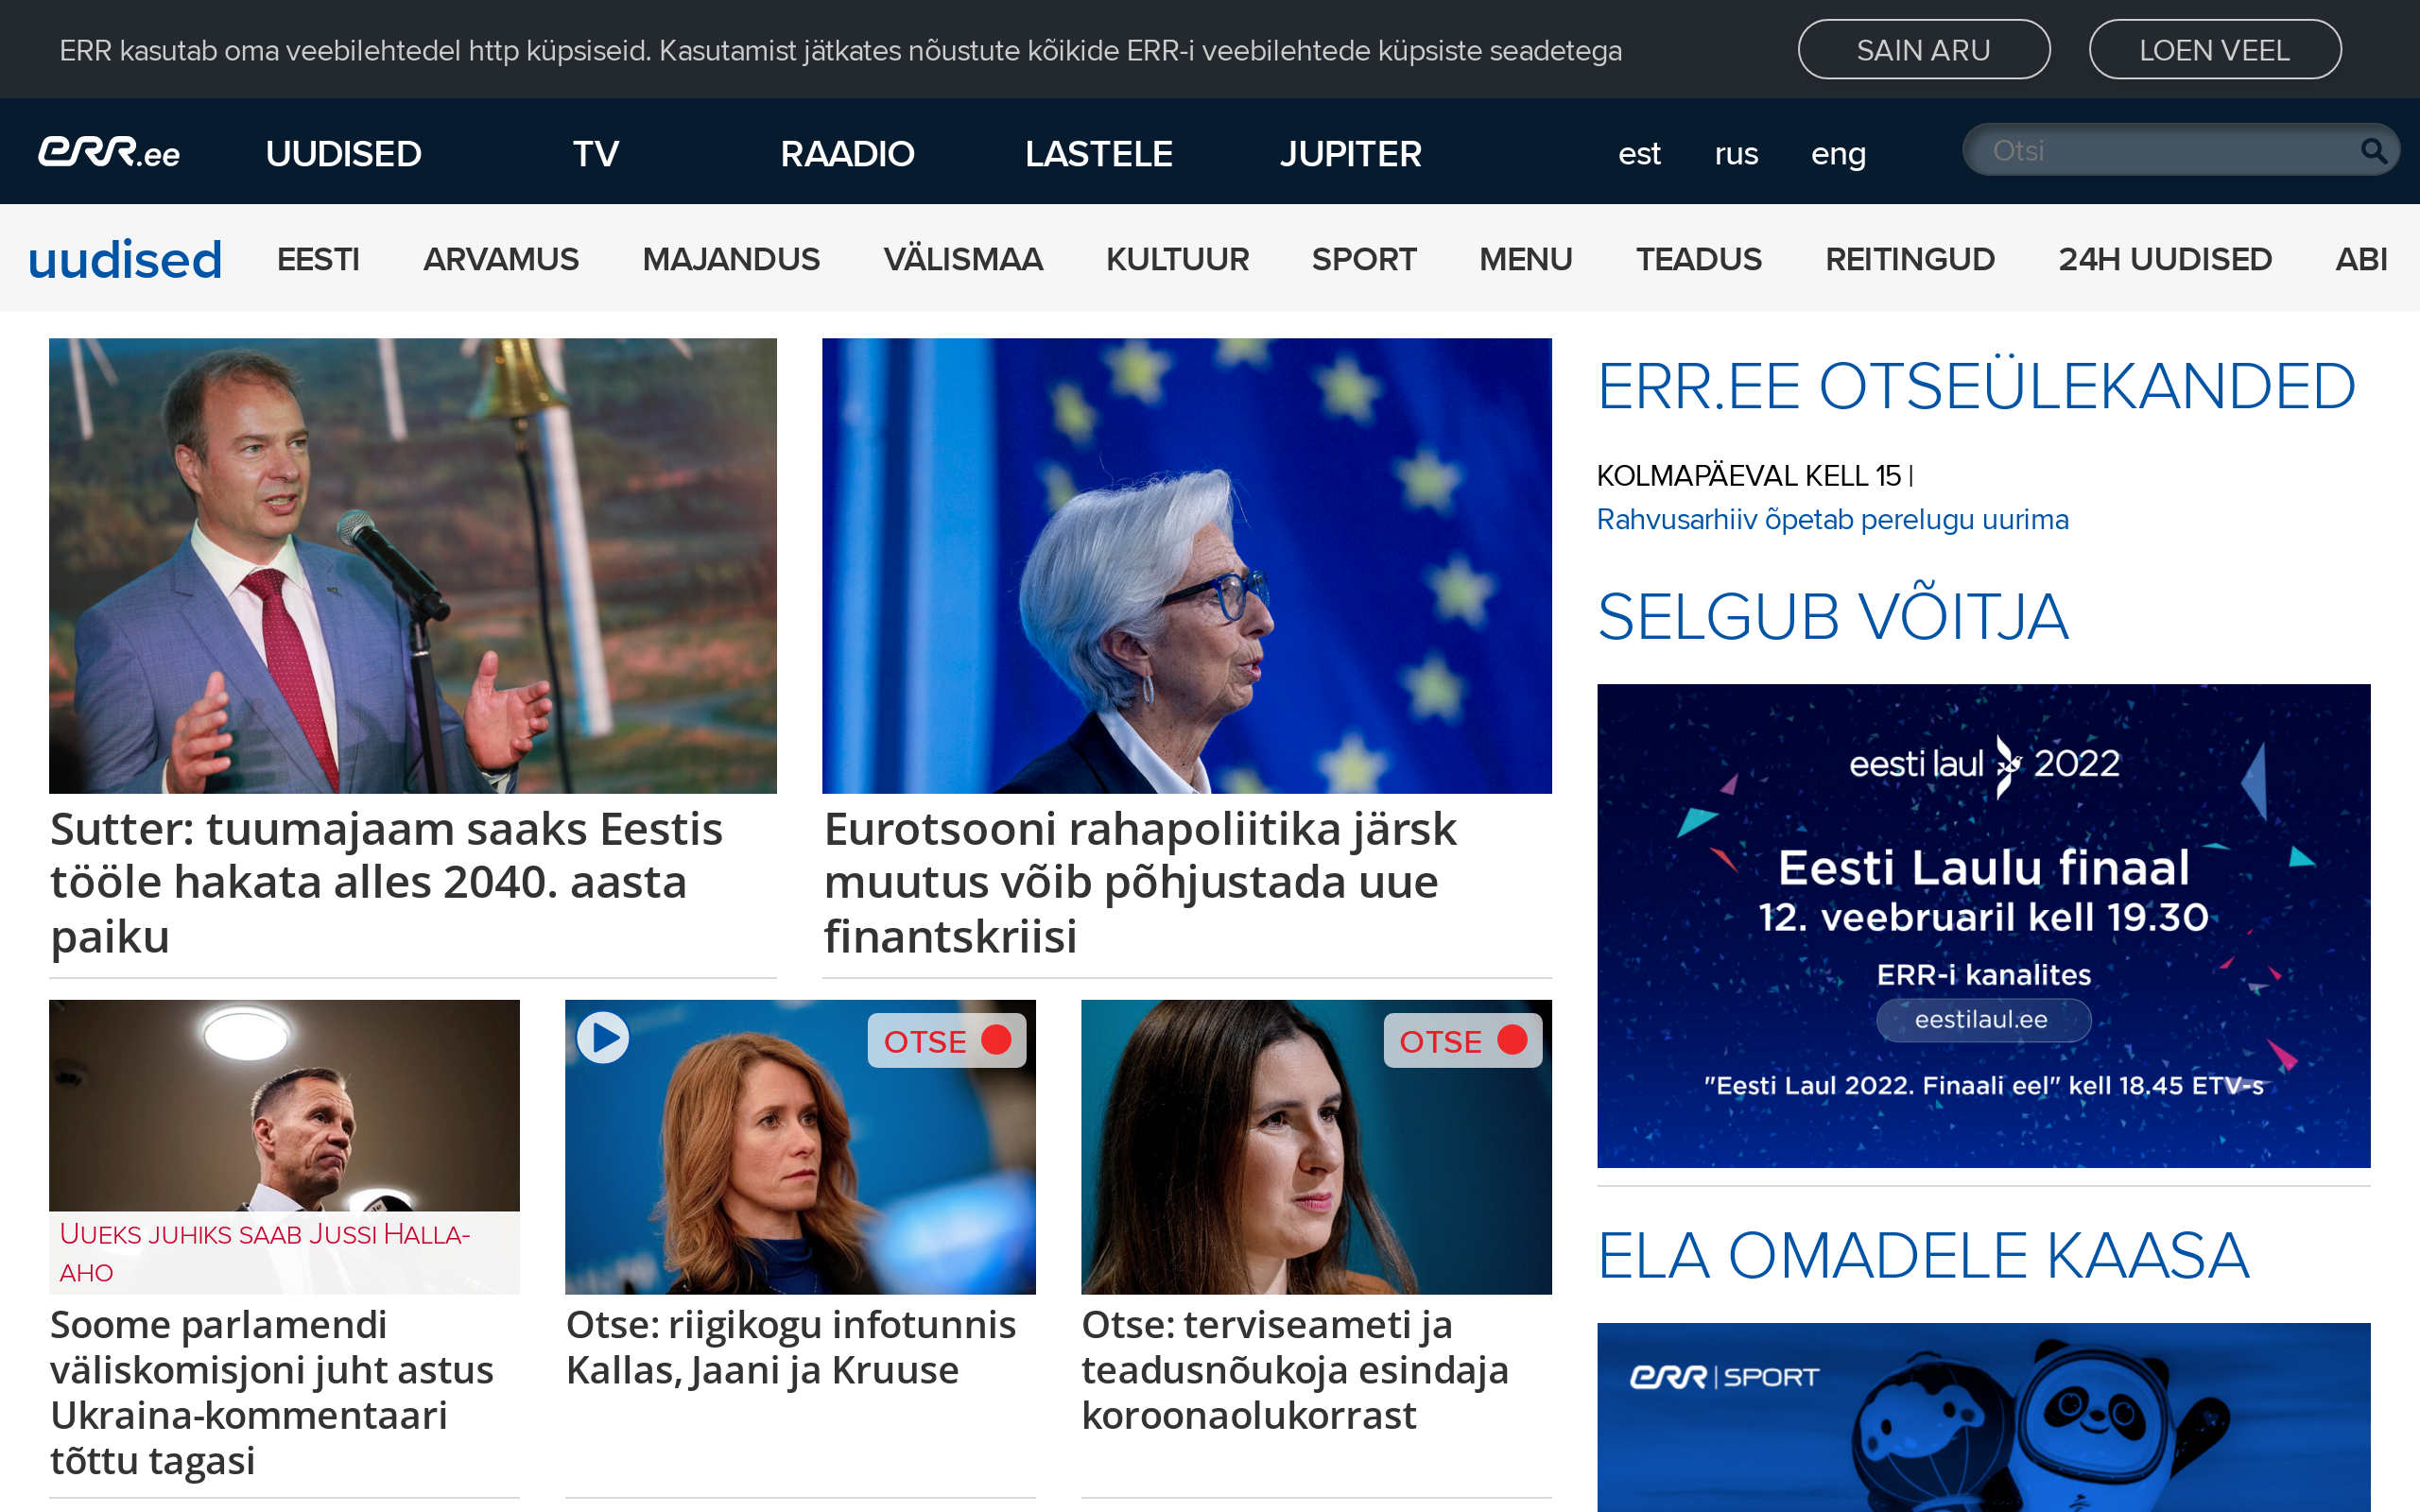 ERR kasutab oma veebilehtedel http küpsiseid. Kasutamist jätkates nõustute kõikide ERR-i veebilehtede küpsiste seadetega
SAIN ARU
LOEN VEEL
err.ee
UUDISED
TV
RAADIO
LASTELE
JUPITER
est
rus
eng
Otsi
uudised
EESTI
ARVAMUS
MAJANDUS
VÄLISMAA
KULTUUR
SPORT
MENU
TEADUS
REITINGUD
24H UUDISED
ABI
Sutter: tuumajaam saaks Eestis
tööle hakata alles 2040. aasta
paiku
Eurotsooni rahapoliitika järsk
muutus võib põhjustada uue
finantskriisi
UUEKS JUHIKS SAAB JUSSI HALLA-
AHO
Soome parlamendi
väliskomisjoni juht astus
Ukraina-kommentaari
tõttu tagasi
OTSE
Otse: riigikogu infotunnis
Kallas, Jaani ja Kruuse
OTSE
Otse: terviseameti ja
teadusnõukoja esindaja
koroonaolukorrast
ERR.EE OTSEÜLEKANDED
KOLMAPÄEVAL KELL 15 |
Rahvusarhiiv õpetab perelugu uurima
SELGUB VÕITJA
eesti laul 2022
Eesti Laulu finaal
12. veebruaril kell 19.30
ERR-i kanalites
eestilaul.ee
"Eesti Laul 2022. Finaali eel" kell 18.45 ETV-s
ELA OMADELE KAASA
err | SPORT